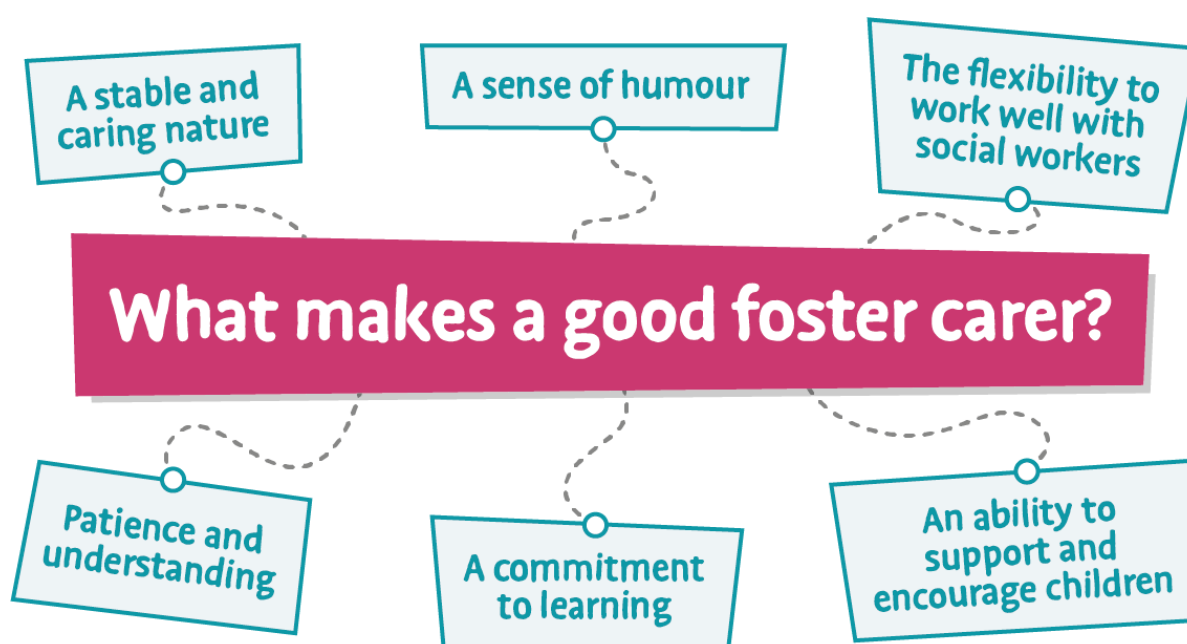 A stable and
caring nature
A sense of humour
The flexibility to
work well with
social workers
What makes a good foster carer?
Patience and
understanding
A commitment
to learning
An ability to
support and
encourage children